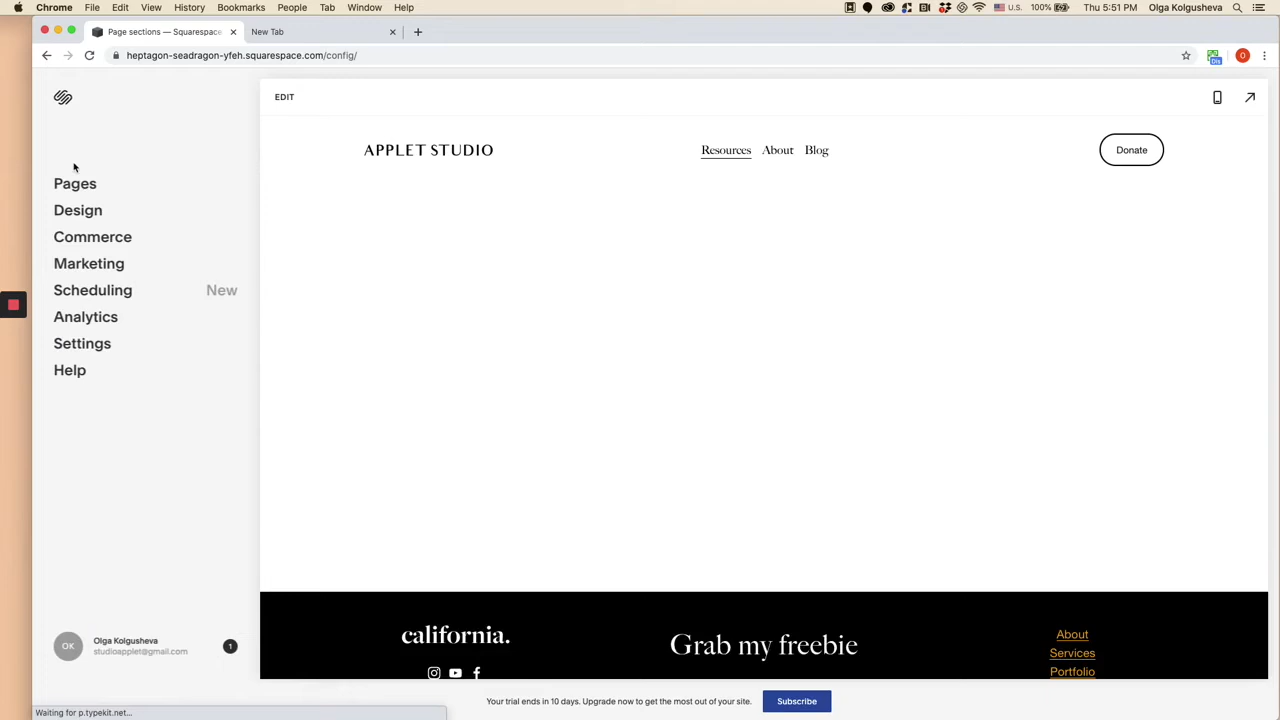 Chrome File Edit View History Bookmarks People Tab Window Help U.S. 100% Thu 5:51 PM Olga Kolgusheva
Page sections — Squarespace New Tab
heptagon-seadragon-yfeh.squarespace.com/config/ Dis O
EDIT
APPLET STUDIO Resources About Blog Donate
Pages
Design
Commerce
Marketing
Scheduling New
Analytics
Settings
Help
OK Olga Kolgusheva
studioapplet@gmail.com
1
california.
Grab my freebie
About
Services
Portfolio
Your trial ends in 10 days. Upgrade now to get the most out of your site. Subscribe
Waiting for p.typekit.net...